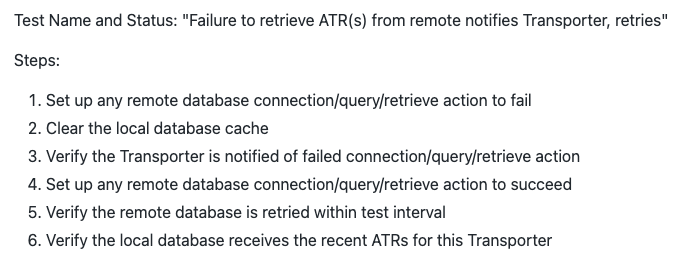 Test Name and Status: "Failure to retrieve ATR(s) from remote notifies Transporter, retries"
Steps:
1. Set up any remote database connection/query/retrieve action to fail
2. Clear the local database cache
3. Verify the Transporter is notified of failed connection/query/retrieve action
4. Set up any remote database connection/query/retrieve action to succeed
5. Verify the remote database is retried within test interval
6. Verify the local database receives the recent ATRs for this Transporter